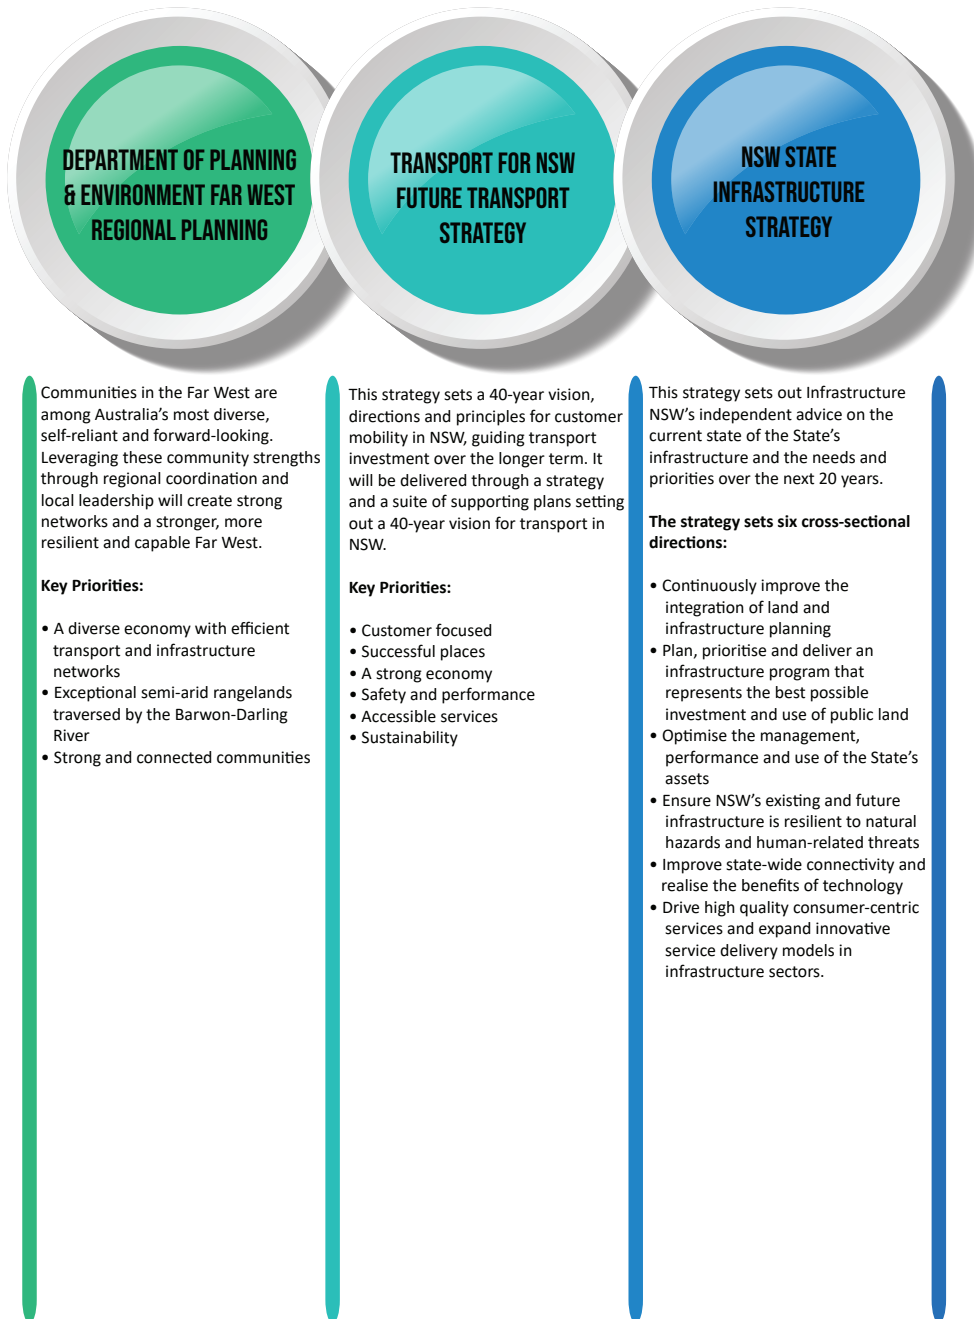 DEPARTMENT OF PLANNING
& ENVIRONMENT FAR WEST
REGIONAL PLANNING
Communities in the Far West are
among Australia's most diverse,
self-reliant and forward-looking.
Leveraging these community strengths
through regional coordination and
local leadership will create strong
networks and a stronger, more
resilient and capable Far West.
Key Priorities:
• A diverse economy with efficient
transport and infrastructure
networks
• Exceptional semi-arid rangelands
traversed by the Barwon-Darling
River
• Strong and connected communities
TRANSPORT FOR NSW
FUTURE TRANSPORT
STRATEGY
This strategy sets a 40-year vision,
directions and principles for customer
mobility in NSW, guiding transport
investment over the longer term. It
will be delivered through a strategy
and a suite of supporting plans setting
out a 40-year vision for transport in
NSW.
Key Priorities:
• Customer focused
• Successful places
• A strong economy
• Safety and performance
• Accessible services
• Sustainability
NSW STATE
INFRASTRUCTURE
STRATEGY
This strategy sets out Infrastructure
NSW's independent advice on the
current state of the State's
infrastructure and the needs and
priorities over the next 20 years.
The strategy sets six cross-sectional
directions:
• Continuously improve the
integration of land and
infrastructure planning
• Plan, prioritise and deliver an
infrastructure program that
represents the best possible
investment and use of public land
• Optimise the management,
performance and use of the State's
assets
• Ensure NSW's existing and future
infrastructure is resilient to natural
hazards and human-related threats
• Improve state-wide connectivity and
realise the benefits of technology
• Drive high quality consumer-centric
services and expand innovative
service delivery models in
infrastructure sectors.